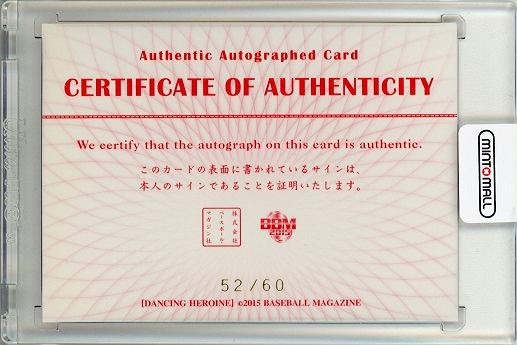 Authentic Autographed Card
CERTIFICATE OF AUTHENTICITY
We certify that the autograph on this card is authentic.
このカードの表面に書かれているサインは、
本人のサインであることを証明いたします。
株式会社
ベースボール・
マガジン社
BBM
2015
52/60
[DANCING HEROINE] ©2015 BASEBALL MAGAZINE
MINT MALL